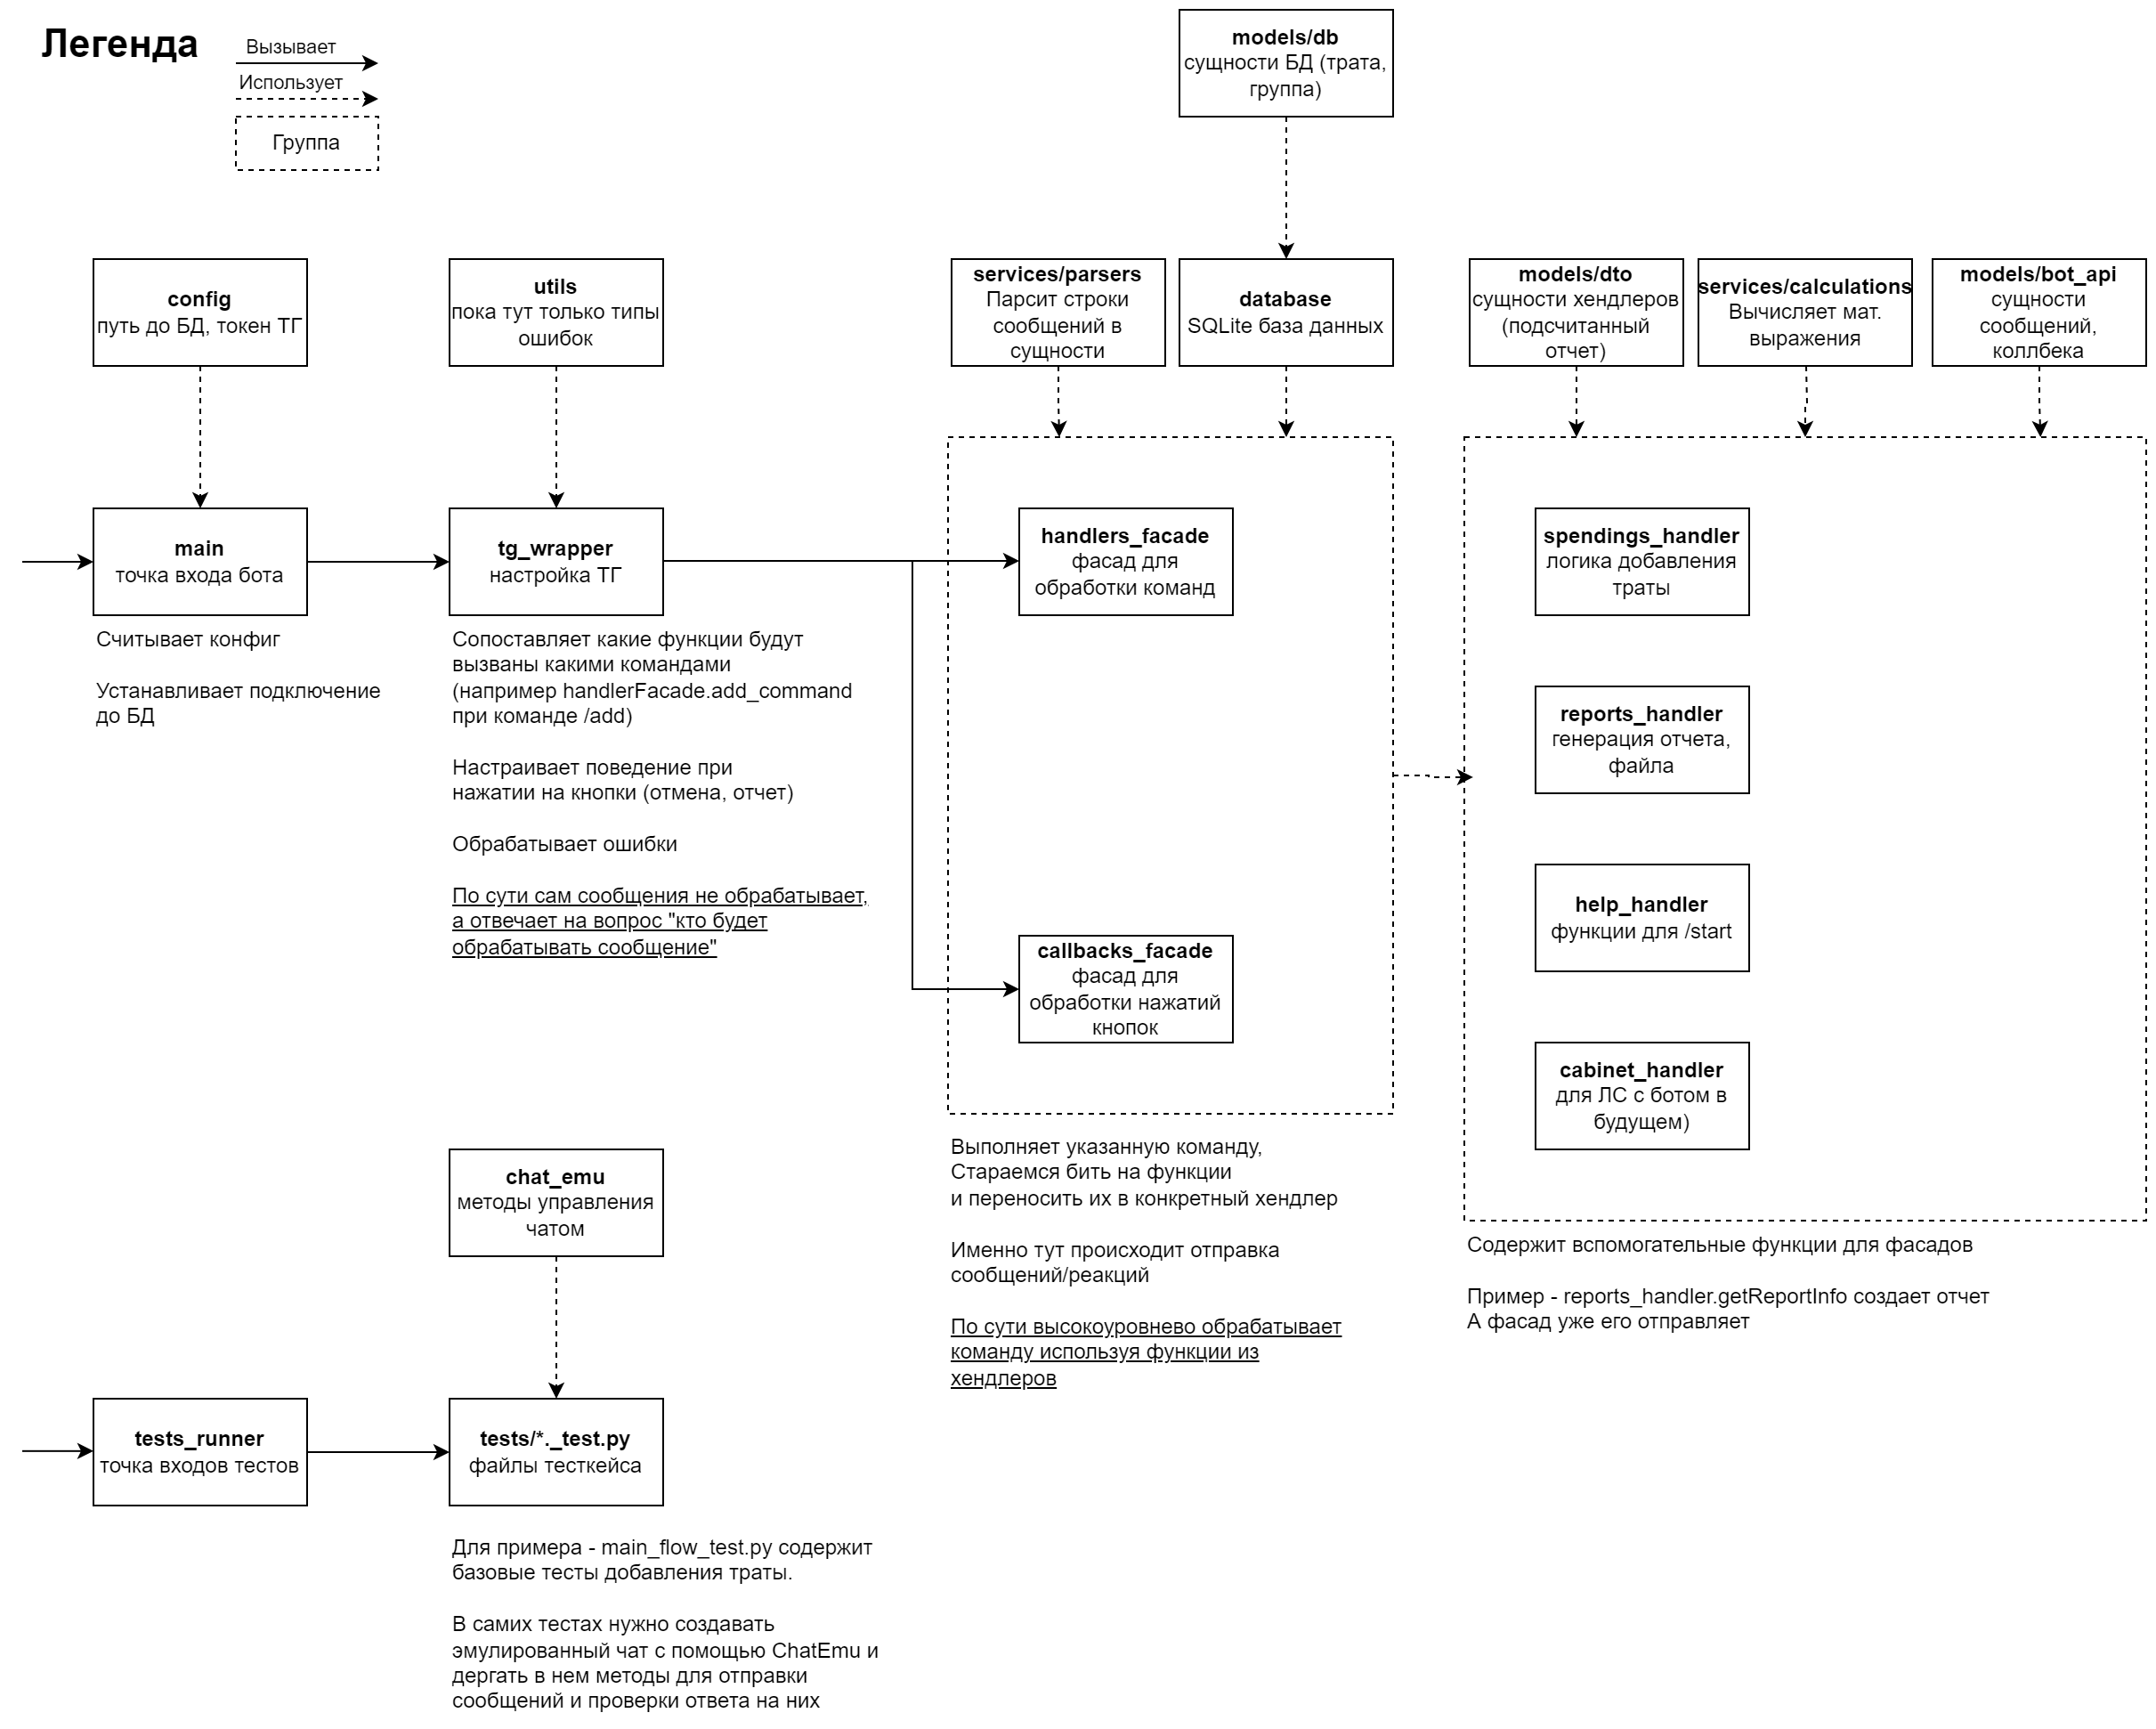 Легенда
Вызывает
Использует
Группа
models/db
сущности БД (трата,
группа)
config
путь до БД, токен ТГ
utils
пока тут только типы
ошибок
services/parsers
Парсит строки
сообщений в
сущности
database
SQLite база данных
models/dto
сущности хендлеров
(подсчитанный
отчет)
services/calculations
Вычисляет мат.
выражения
models/bot_api
сущности
сообщений,
коллбека
main
точка входа бота
Считывает конфиг
Устанавливает подключение
до БД
tg_wrapper
настройка ТГ
Сопоставляет какие функции будут
вызваны какими командами
(например handlerFacade.add_command
при команде /add)
Настраивает поведение при
нажатии на кнопки (отмена, отчет)
Обрабатывает ошибки
По сути сам сообщения не обрабатывает,
а отвечает на вопрос "кто будет
обрабатывать сообщение"
handlers_facade
фасад для
обработки команд
callbacks_facade
фасад для
обработки нажатий
кнопок
Выполняет указанную команду,
Стараемся бить на функции
и переносить их в конкретный хендлер
Именно тут происходит отправка
сообщений/реакций
По сути высокоуровнево обрабатывает
команду используя функции из
хендлеров
spendings_handler
логика добавления
траты
reports_handler
генерация отчета,
файла
help_handler
функции для /start
cabinet_handler
для ЛС с ботом в
будущем)
Содержит вспомогательные функции для фасадов
Пример - reports_handler.getReportInfo создает отчет
А фасад уже его отправляет
chat_emu
методы управления
чатом
tests_runner
точка входов тестов
tests/*._test.py
файлы тесткейса
Для примера - main_flow_test.py содержит
базовые тесты добавления траты.
В самих тестах нужно создавать
эмулированный чат с помощью ChatEmu и
дергать в нем методы для отправки
сообщений и проверки ответа на них